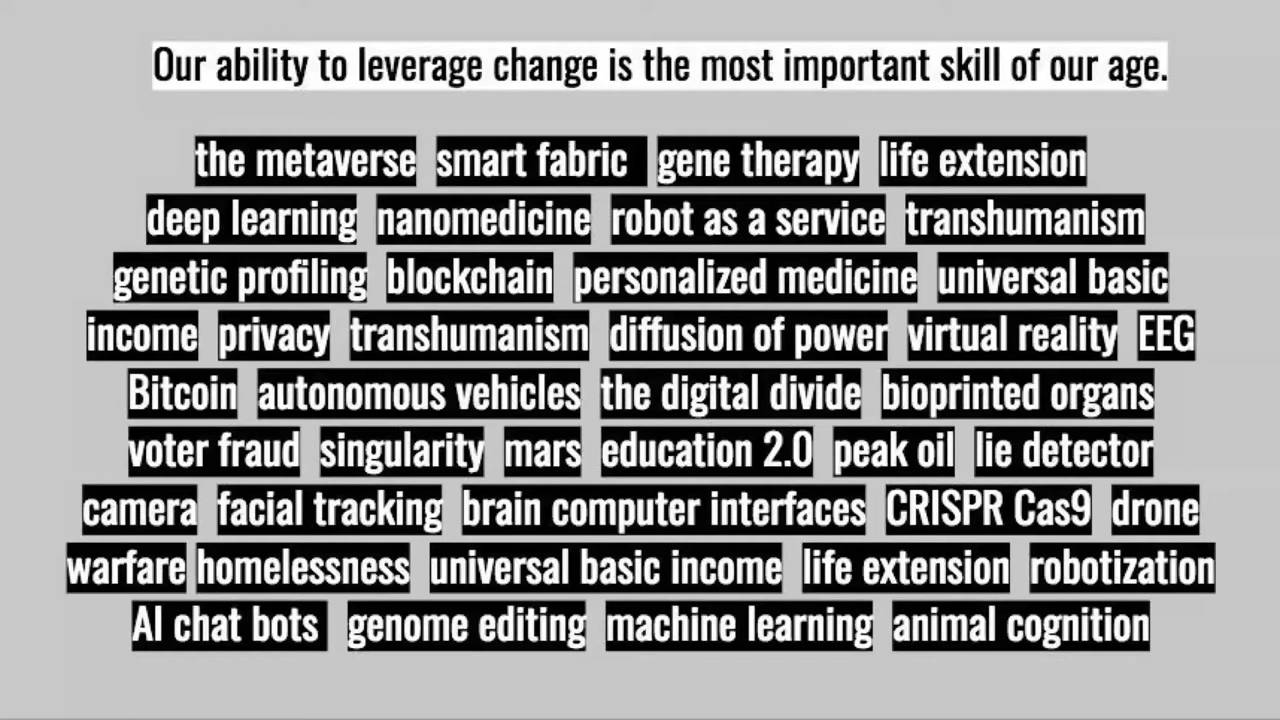 Our ability to leverage change is the most important skill of our age.
the metaverse smart fabric gene therapy life extension
deep learning nanomedicine robot as a service transhumanism
genetic profiling blockchain personalized medicine universal basic
income privacy transhumanism diffusion of power virtual reality EEG
Bitcoin autonomous vehicles the digital divide bioprinted organs
voter fraud singularity mars education 2.0 peak oil lie detector
camera facial tracking brain computer interfaces CRISPR Cas9 drone
warfare homelessness universal basic income life extension robotization
AI chat bots genome editing machine learning animal cognition